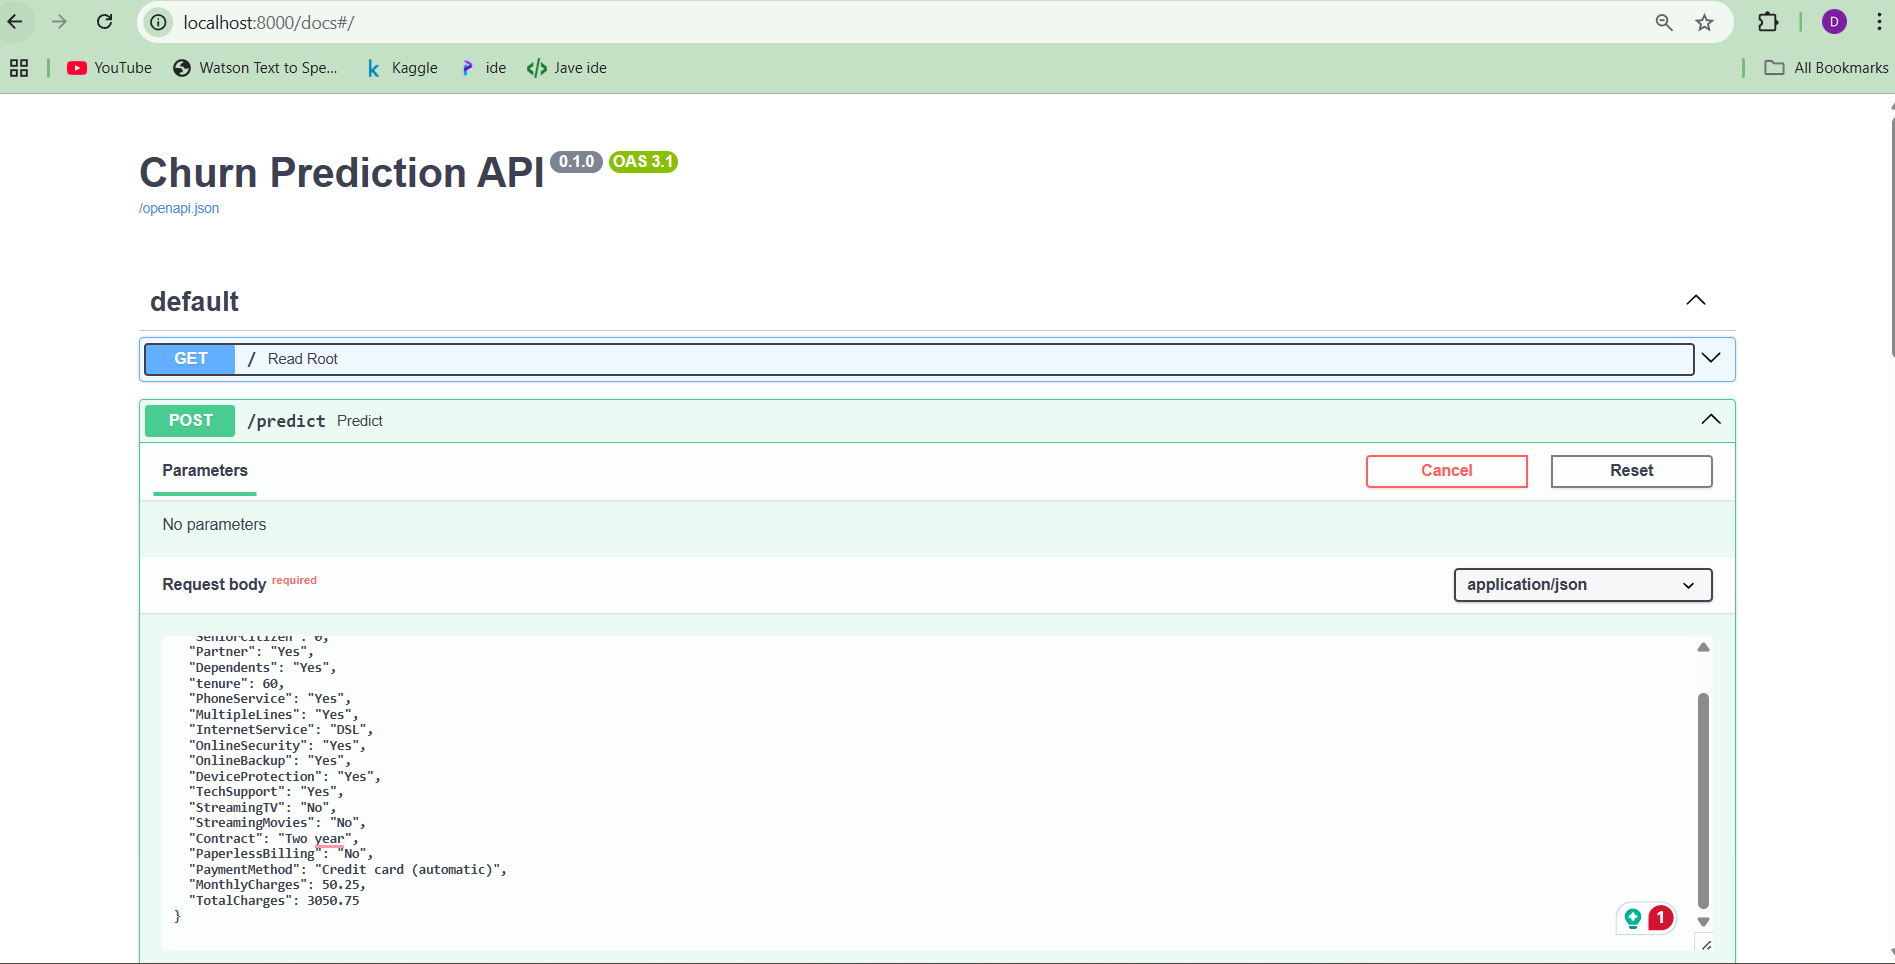 localhost:8000/docs#/
D
YouTube
Watson Text to Spe...
Kaggle
ide
Jave ide
All Bookmarks
Churn Prediction API 0.1.0 OAS 3.1
/openapi.json
default
GET / Read Root
POST /predict Predict
Parameters
Cancel
Reset
No parameters
Request body required
application/json
"SeniorCitizen": 0,
"Partner": "Yes",
"Dependents": "Yes",
"tenure": 60,
"PhoneService": "Yes",
"MultipleLines": "Yes",
"InternetService": "DSL",
"OnlineSecurity": "Yes",
"OnlineBackup": "Yes",
"DeviceProtection": "Yes",
"TechSupport": "Yes",
"StreamingTV": "No",
"StreamingMovies": "No",
"Contract": "Two year",
"PaperlessBilling": "No",
"PaymentMethod": "Credit card (automatic)",
"MonthlyCharges": 50.25,
"TotalCharges": 3050.75
}
1